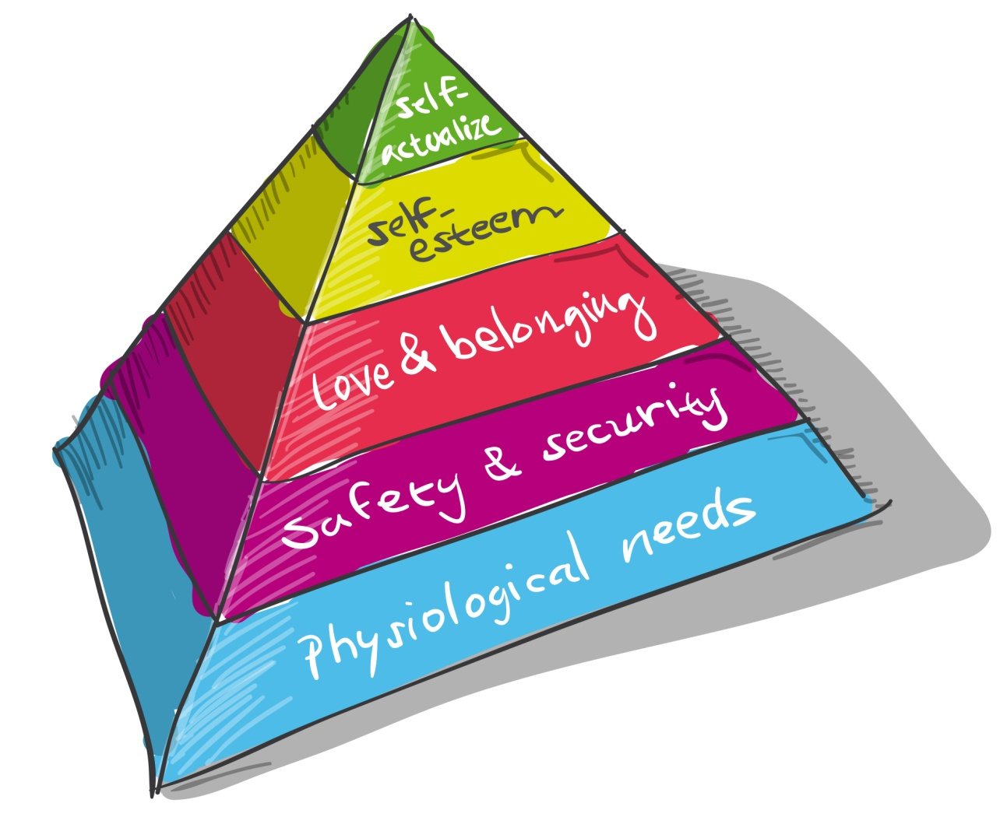 self-
actualize
self-
esteem
Love & belonging
Safety & security
Physiological needs